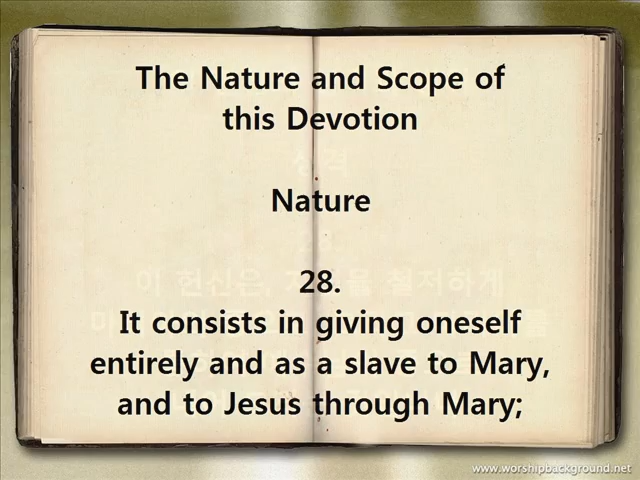 The Nature and Scope of
this Devotion
Nature
28.
It consists in giving oneself
entirely and as a slave to Mary,
and to Jesus through Mary;
www.worshipbackground.net